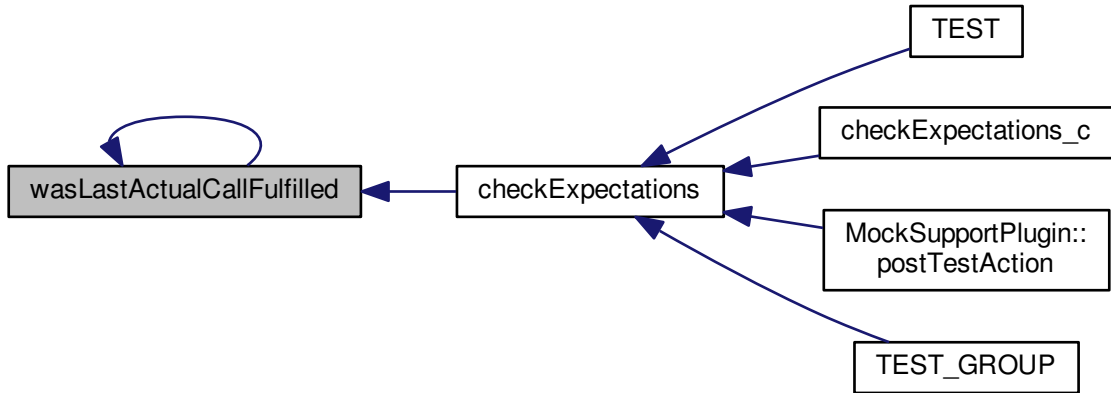 wasLastActualCallFulfilled
checkExpectations
TEST
checkExpectations_c
MockSupportPlugin::
postTestAction
TEST_GROUP